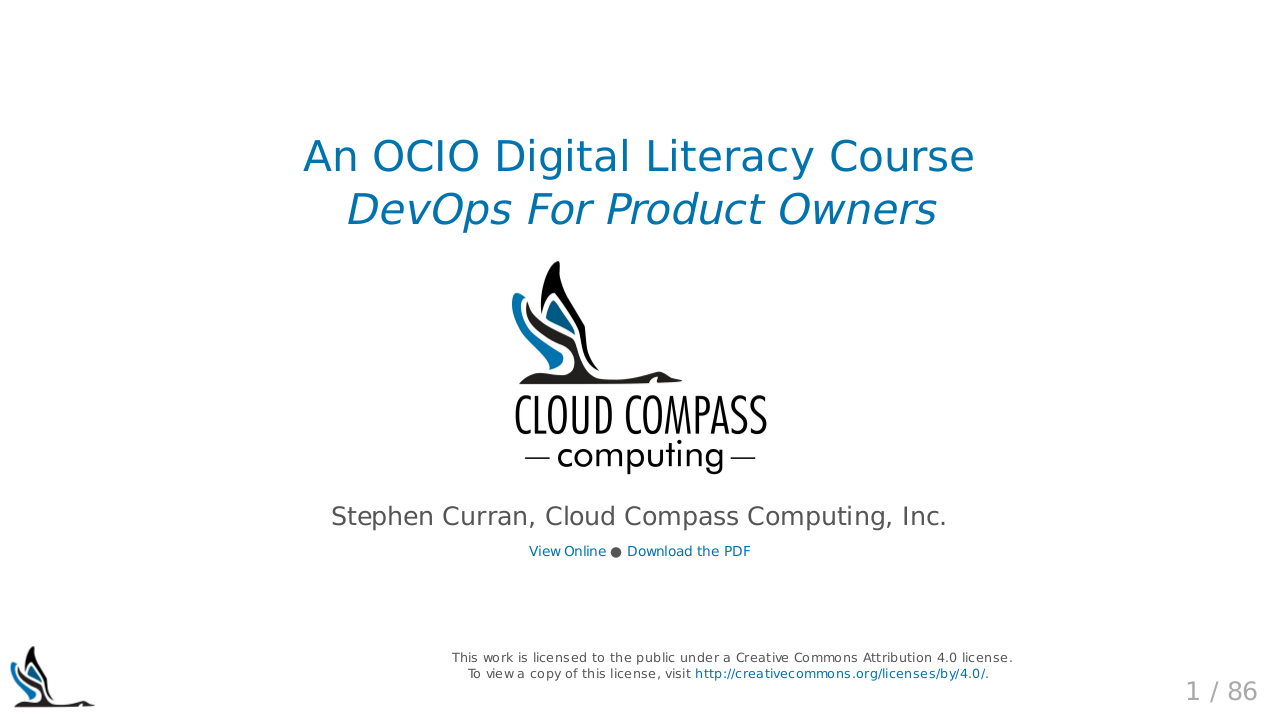 An OCIO Digital Literacy Course
DevOps For Product Owners
CLOUD COMPASS
— computing —
Stephen Curran, Cloud Compass Computing, Inc.
View Online ● Download the PDF
This work is licensed to the public under a Creative Commons Attribution 4.0 license.
To view a copy of this license, visit http://creativecommons.org/licenses/by/4.0/.
1 / 86